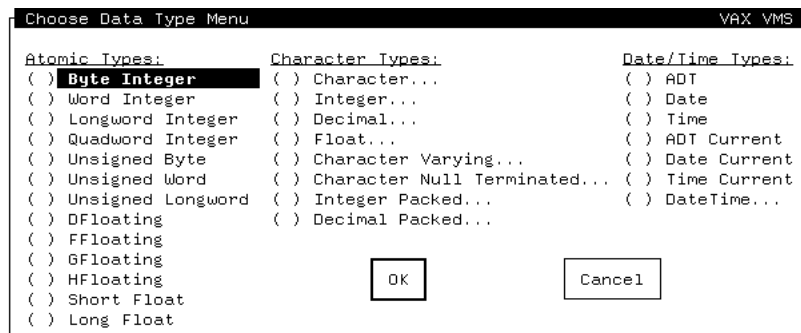 Choose Data Type Menu VAX VMS
Atomic Types: Character Types: Date/Time Types:
( ) Byte Integer ( ) Character... ( ) ADT
( ) Word Integer ( ) Integer... ( ) Date
( ) Longword Integer ( ) Decimal... ( ) Time
( ) Quadword Integer ( ) Float... ( ) ADT Current
( ) Unsigned Byte ( ) Character Varying... ( ) Date Current
( ) Unsigned Word ( ) Character Null Terminated... ( ) Time Current
( ) Unsigned Longword ( ) Integer Packed... ( ) DateTime...
( ) DFloating ( ) Decimal Packed...
( ) FFloating
( ) GFloating
( ) HFloating OK Cancel
( ) Short Float
( ) Long Float